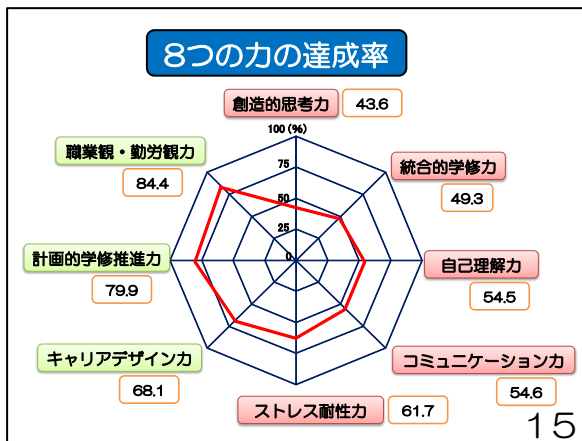 8つの力の達成率
創造的思考力
43.6
100(%)
75
50
25
0
統合的学修力
49.3
自己理解力
54.5
コミュニケーション力
54.6
ストレス耐性力
61.7
キャリアデザイン力
68.1
計画的学修推進力
79.9
職業観・勤労観力
84.4
15